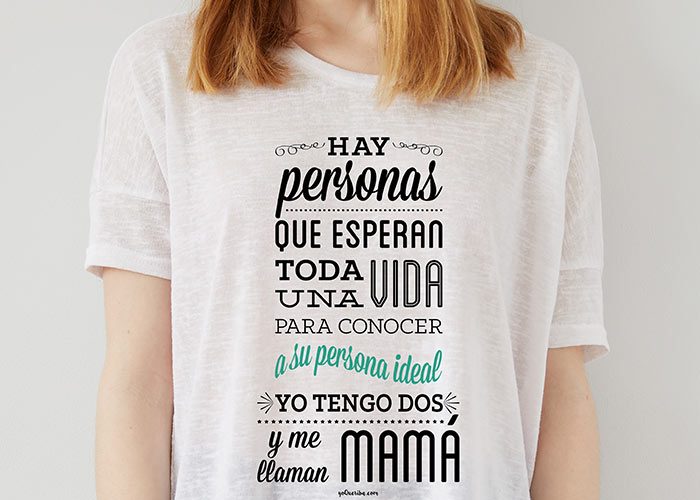 HAY
personas
QUE ESPERAN
TODA
UNA VIDA
PARA CONOCER
a su persona ideal
YO TENGO DOS
y me
llaman MAMÁ
yoQueriba.com